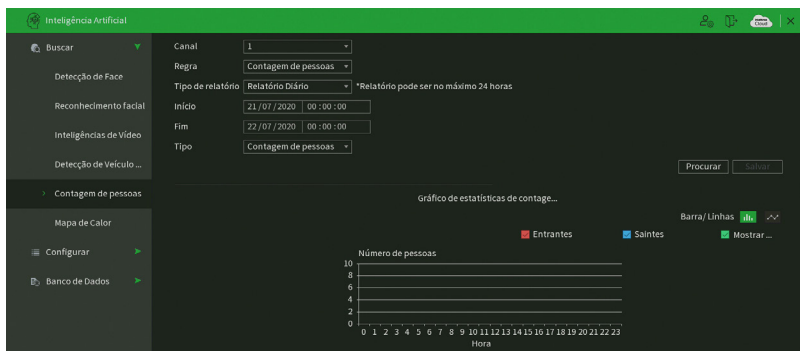 Inteligência Artificial
Cloud
Buscar
Detecção de Face
Reconhecimento facial
Inteligências de Vídeo
Detecção de Veículo ...
Contagem de pessoas
Mapa de Calor
Configurar
Banco de Dados
Canal 1
Regra Contagem de pessoas
Tipo de relatório Relatório Diário *Relatório pode ser no máximo 24 horas
Início 21/07/2020 00:00:00
Fim 22/07/2020 00:00:00
Tipo Contagem de pessoas
Procurar Salvar
Gráfico de estatísticas de contage...
Barra/Linhas
Entrantes Saintes Mostrar ...
Número de pessoas
10
8
6
4
2
0
0 1 2 3 4 5 6 7 8 9 10 11 12 13 14 15 16 17 18 19 20 21 22 23
Hora